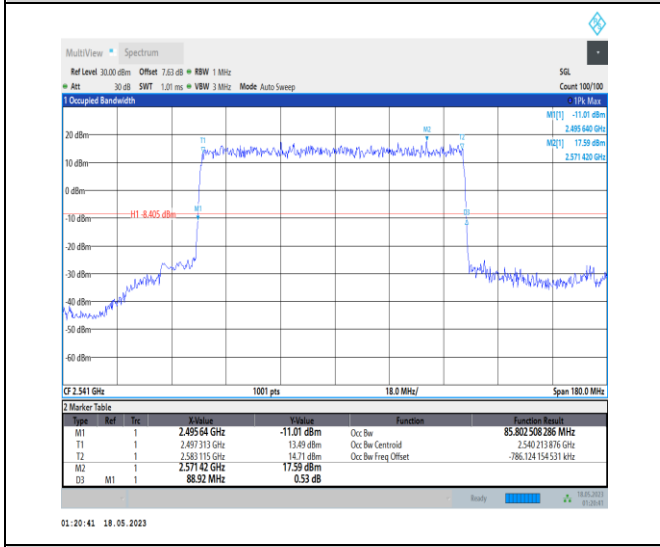 MultiView Spectrum
Ref Level 30.00 dBm Offset 7.63 dB RBW 1 MHz SGL
Att 30 dB SWT 1.01 ms VBW 3 MHz Mode Auto Sweep Count 100/100
1 Occupied Bandwidth 1Pk Max
M1[1] -11.01 dBm
2.495 640 GHz
M2[1] 17.59 dBm
2.571 420 GHz
20 dBm
T1
M2
T2
10 dBm
0 dBm
H1 -8.405 dBm
M1
D3
-10 dBm
-20 dBm
-30 dBm
-40 dBm
-50 dBm
-60 dBm
CF 2.541 GHz 1001 pts 18.0 MHz/ Span 180.0 MHz
2 Marker Table
Type Ref Trc X-Value Y-Value Function Function Result
M1 1 2.49564 GHz -11.01 dBm Occ Bw 85.802 508 286 MHz
T1 1 2.497 313 GHz 13.49 dBm Occ Bw Centroid 2.540 213 876 GHz
T2 1 2.583 115 GHz 14.71 dBm Occ Bw Freq Offset -786.124 154 531 kHz
M2 1 2.571 42 GHz 17.59 dBm
D3 M1 1 88.92 MHz 0.53 dB
Ready 18.05.2023
01:20:41
01:20:41 18.05.2023